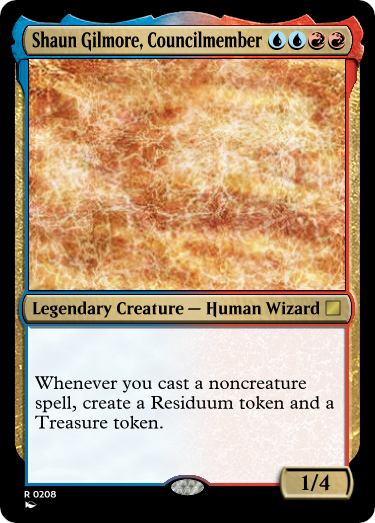 Shaun Gilmore, Councilmember
Legendary Creature — Human Wizard
Whenever you cast a noncreature
spell, create a Residuum token and a
Treasure token.
1/4
R 0208